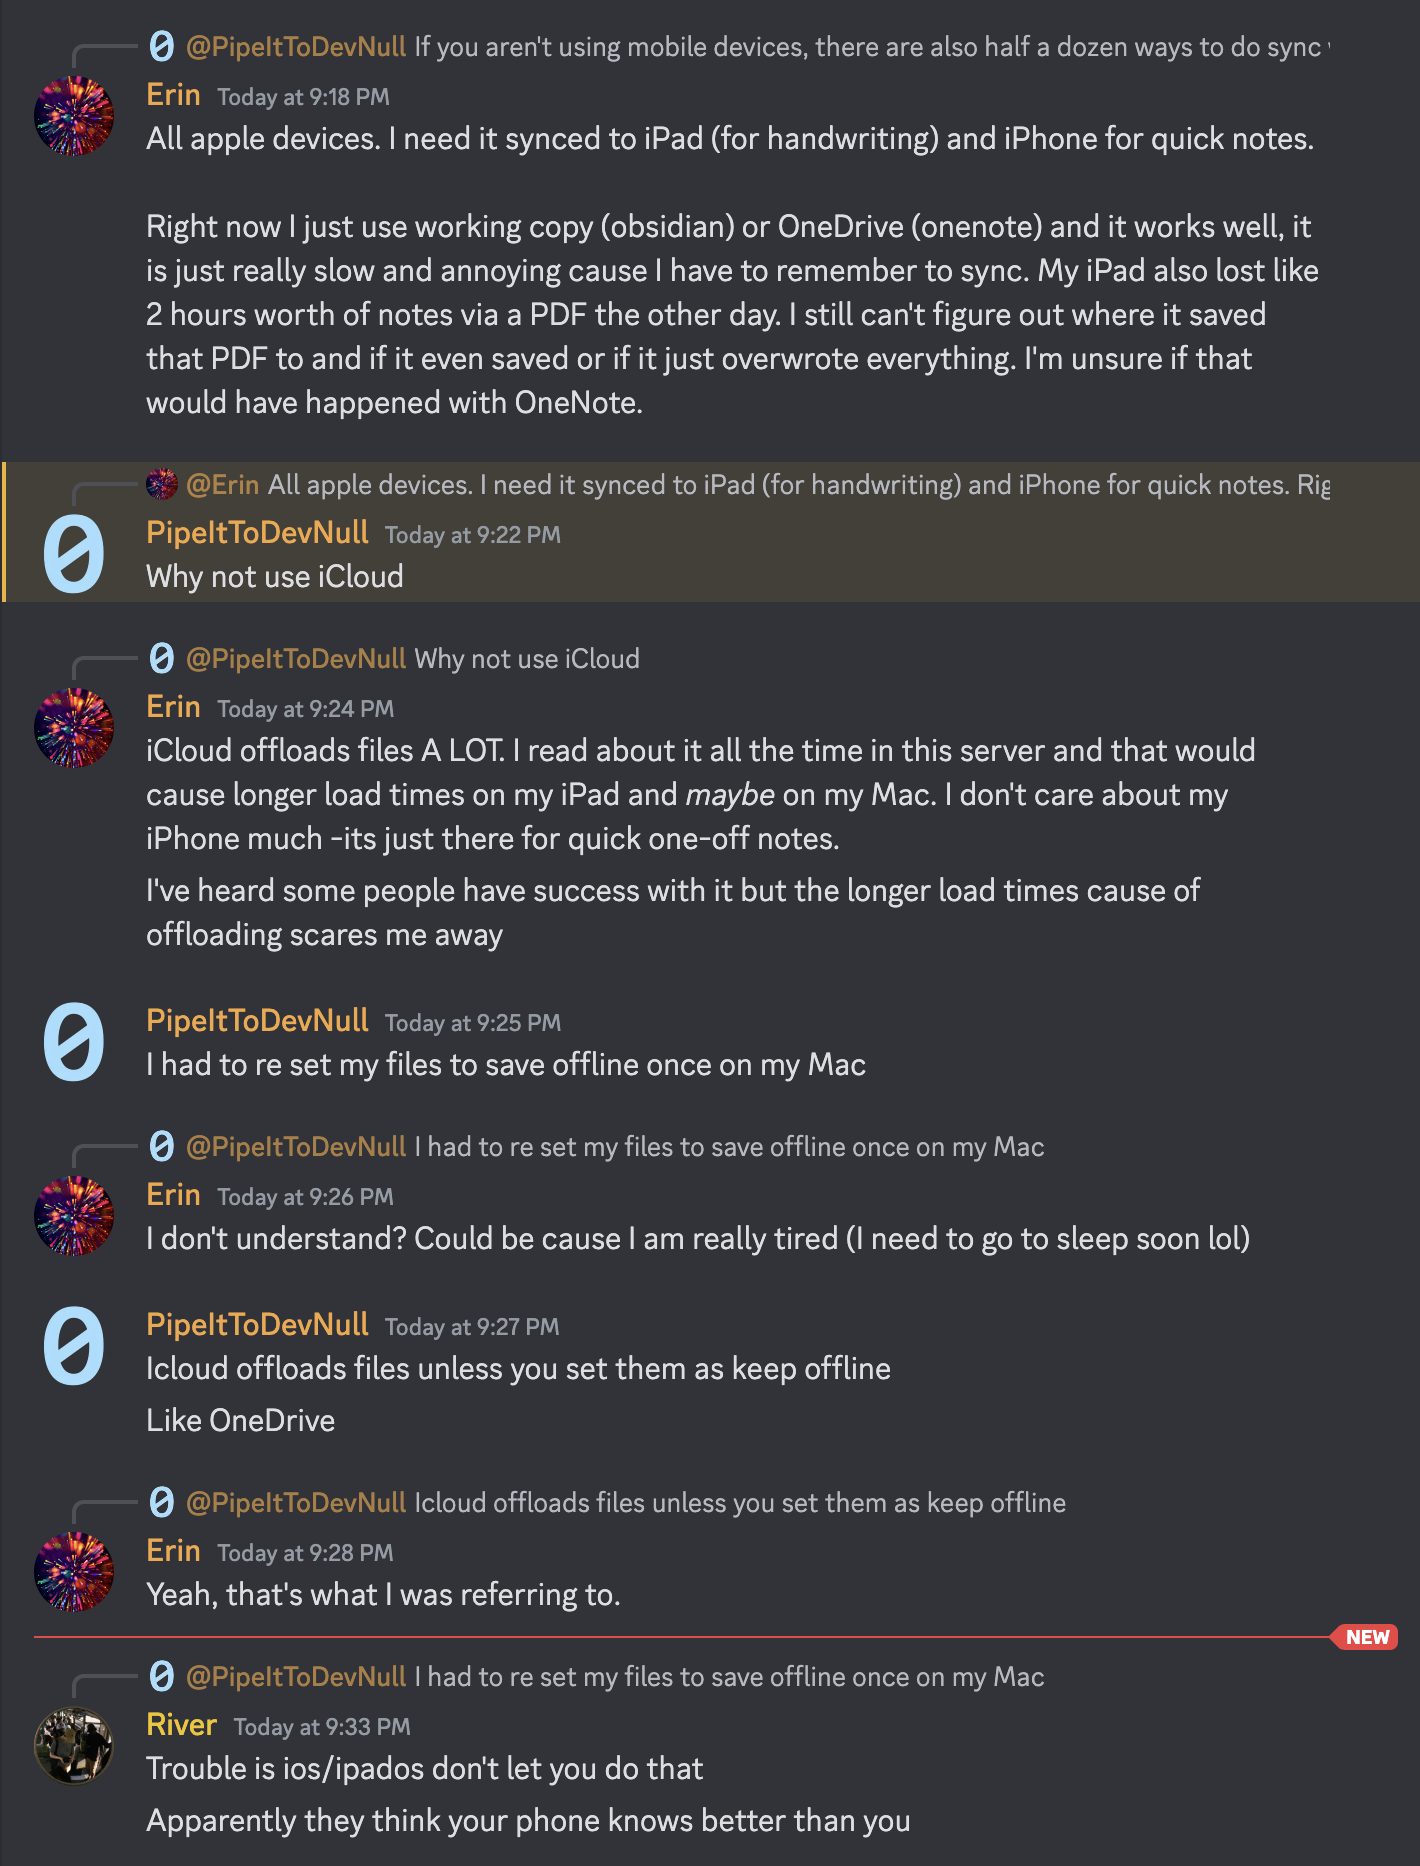 @PipeItToDevNull If you aren't using mobile devices, there are also half a dozen ways to do sync
Erin Today at 9:18 PM
All apple devices. I need it synced to iPad (for handwriting) and iPhone for quick notes.
Right now I just use working copy (obsidian) or OneDrive (onenote) and it works well, it
is just really slow and annoying cause I have to remember to sync. My iPad also lost like
2 hours worth of notes via a PDF the other day. I still can't figure out where it saved
that PDF to and if it even saved or if it just overwrote everything. I'm unsure if that
would have happened with OneNote.
@Erin All apple devices. I need it synced to iPad (for handwriting) and iPhone for quick notes. Rig
PipeItToDevNull Today at 9:22 PM
Why not use iCloud
@PipeItToDevNull Why not use iCloud
Erin Today at 9:24 PM
iCloud offloads files A LOT. I read about it all the time in this server and that would
cause longer load times on my iPad and maybe on my Mac. I don't care about my
iPhone much -its just there for quick one-off notes.
I've heard some people have success with it but the longer load times cause of
offloading scares me away
PipeItToDevNull Today at 9:25 PM
I had to re set my files to save offline once on my Mac
@PipeItToDevNull I had to re set my files to save offline once on my Mac
Erin Today at 9:26 PM
I don't understand? Could be cause I am really tired (I need to go to sleep soon lol)
PipeItToDevNull Today at 9:27 PM
Icloud offloads files unless you set them as keep offline
Like OneDrive
@PipeItToDevNull Icloud offloads files unless you set them as keep offline
Erin Today at 9:28 PM
Yeah, that's what I was referring to.
NEW
@PipeItToDevNull I had to re set my files to save offline once on my Mac
River Today at 9:33 PM
Trouble is ios/ipados don't let you do that
Apparently they think your phone knows better than you